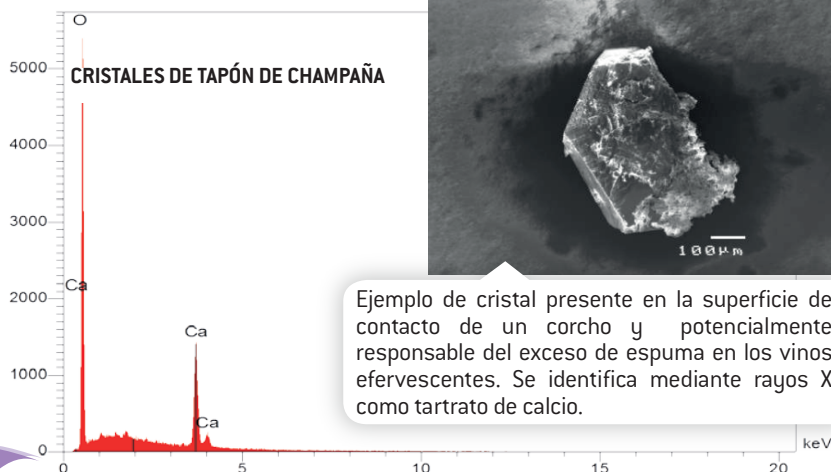 O
5000
CRISTALES DE TAPÓN DE CHAMPAÑA
4000
3000
100µm
Ca
2000
Ejemplo de cristal presente en la superficie de
contacto de un corcho y potencialmente
responsable del exceso de espuma en los vinos
efervescentes. Se identifica mediante rayos X
como tartrato de calcio.
Ca
1000
Ca
0
keV
0
5
10
15
20